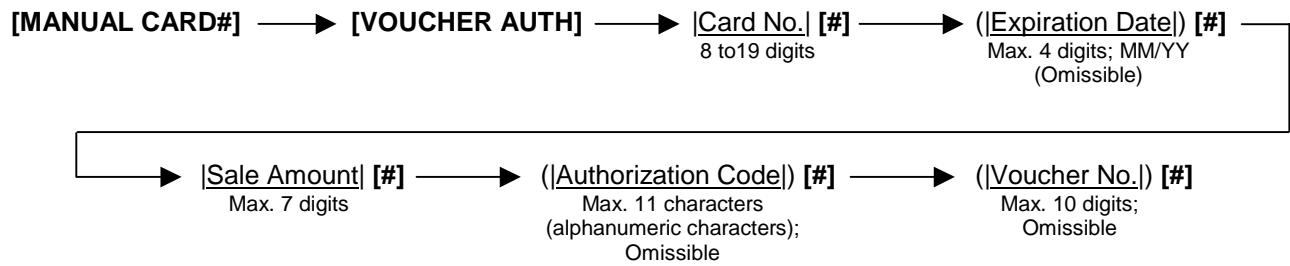 [MANUAL CARD#] [VOUCHER AUTH] |Card No.| [#] (|Expiration Date|) [#]
8 to19 digits Max. 4 digits; MM/YY
(Omissible)
|Sale Amount| [#] (|Authorization Code|) [#] (|Voucher No.|) [#]
Max. 7 digits Max. 11 characters Max. 10 digits;
(alphanumeric characters); Omissible
Omissible